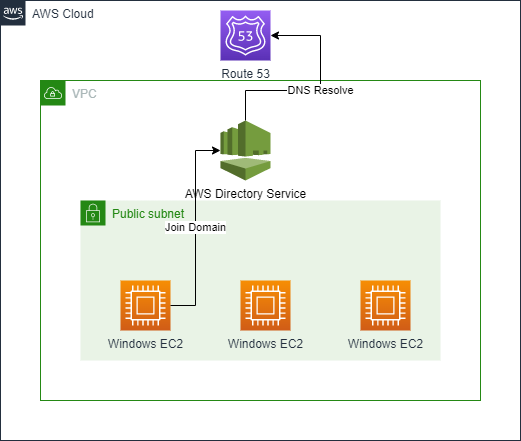 aws
AWS Cloud
53
Route 53
DNS Resolve
VPC
AWS Directory Service
Public subnet
Join Domain
Windows EC2
Windows EC2
Windows EC2